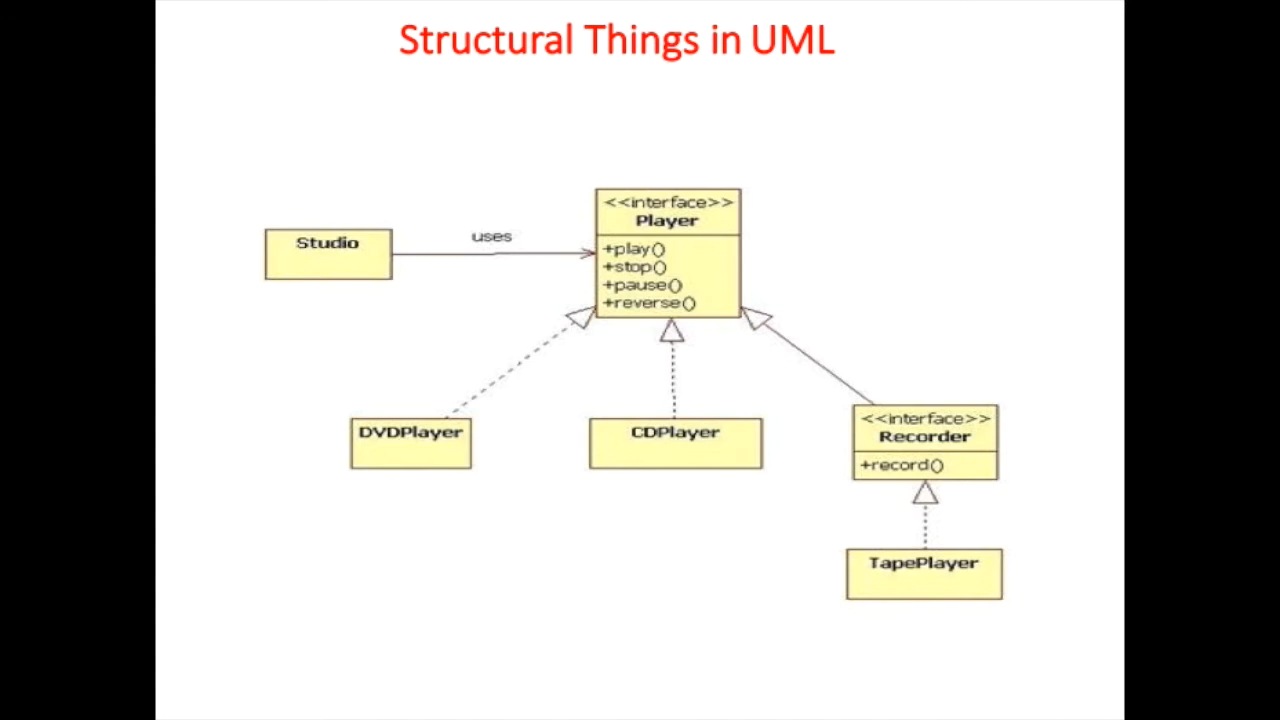 Structural Things in UML
<<interface>>
Player
Studio
uses
+play()
+stop()
+pause()
+reverse()
DVDPlayer
CDPlayer
<<interface>>
Recorder
+record()
TapePlayer